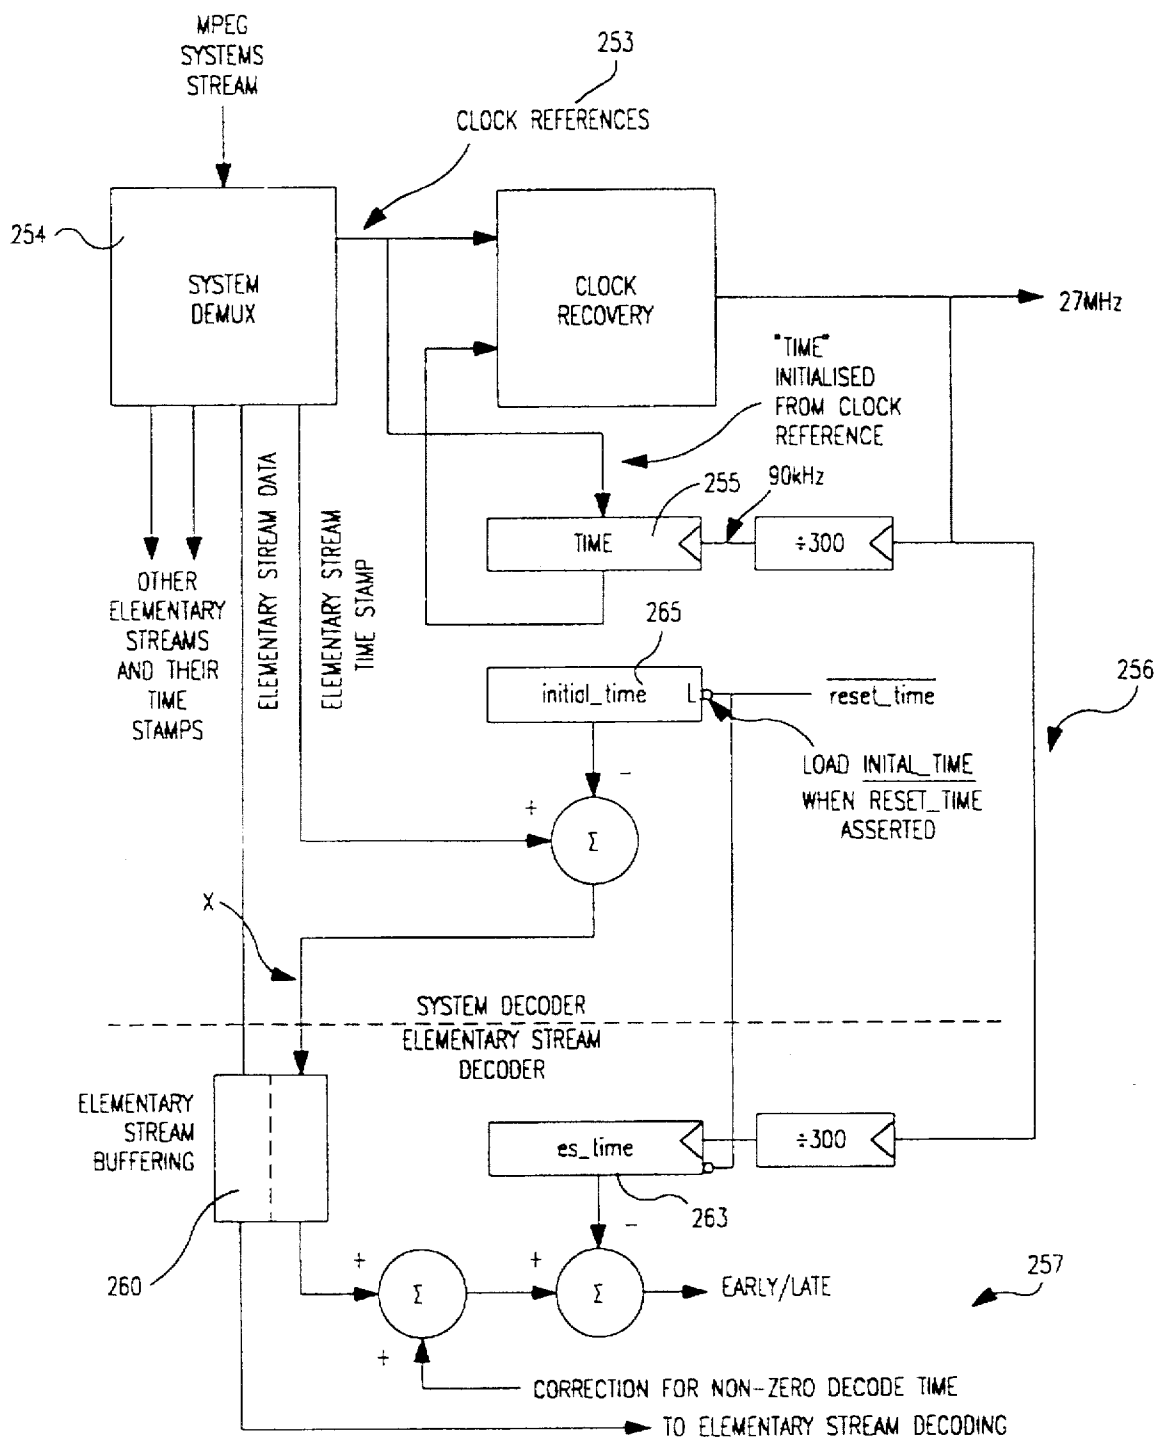 MPEG
SYSTEMS
STREAM
253
CLOCK REFERENCES
254
SYSTEM
DEMUX
CLOCK
RECOVERY
27MHz
"TIME"
INITIALISED
FROM CLOCK
REFERENCE
255
90kHz
TIME
÷300
ELEMENTARY STREAM DATA
ELEMENTARY STREAM
TIME STAMP
OTHER
ELEMENTARY
STREAMS
AND THEIR
TIME
STAMPS
265
initial_time
L
reset_time
256
LOAD INITAL_TIME
WHEN RESET_TIME
ASSERTED
−
+
Σ
X
SYSTEM DECODER
ELEMENTARY STREAM
DECODER
ELEMENTARY
STREAM
BUFFERING
es_time
÷300
263
260
+
Σ
+
−
Σ
EARLY/LATE
257
+
CORRECTION FOR NON-ZERO DECODE TIME
TO ELEMENTARY STREAM DECODING